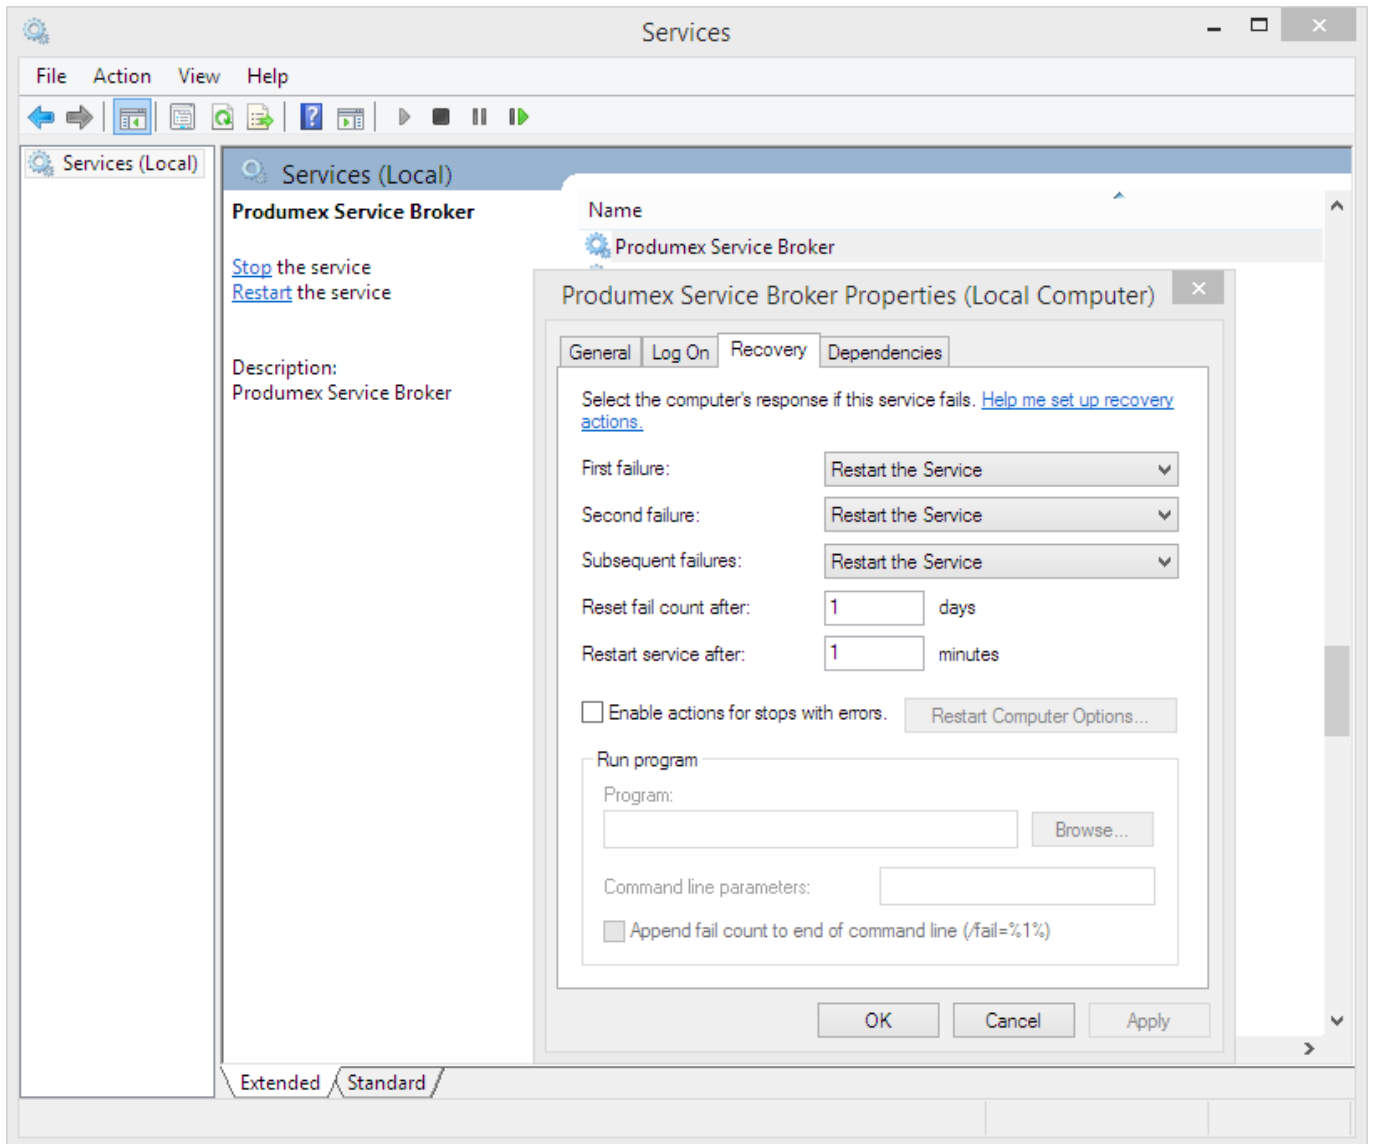 Services
File Action View Help
Services (Local)
Services (Local)
Produmex Service Broker
Stop the service
Restart the service
Description:
Produmex Service Broker
Name
Produmex Service Broker
Produmex Service Broker Properties (Local Computer)
General Log On Recovery Dependencies
Select the computer's response if this service fails. Help me set up recovery
actions.
First failure: Restart the Service
Second failure: Restart the Service
Subsequent failures: Restart the Service
Reset fail count after: 1 days
Restart service after: 1 minutes
Enable actions for stops with errors. Restart Computer Options...
Run program
Program:
Browse...
Command line parameters:
Append fail count to end of command line (/fail=%1%)
OK Cancel Apply
Extended Standard